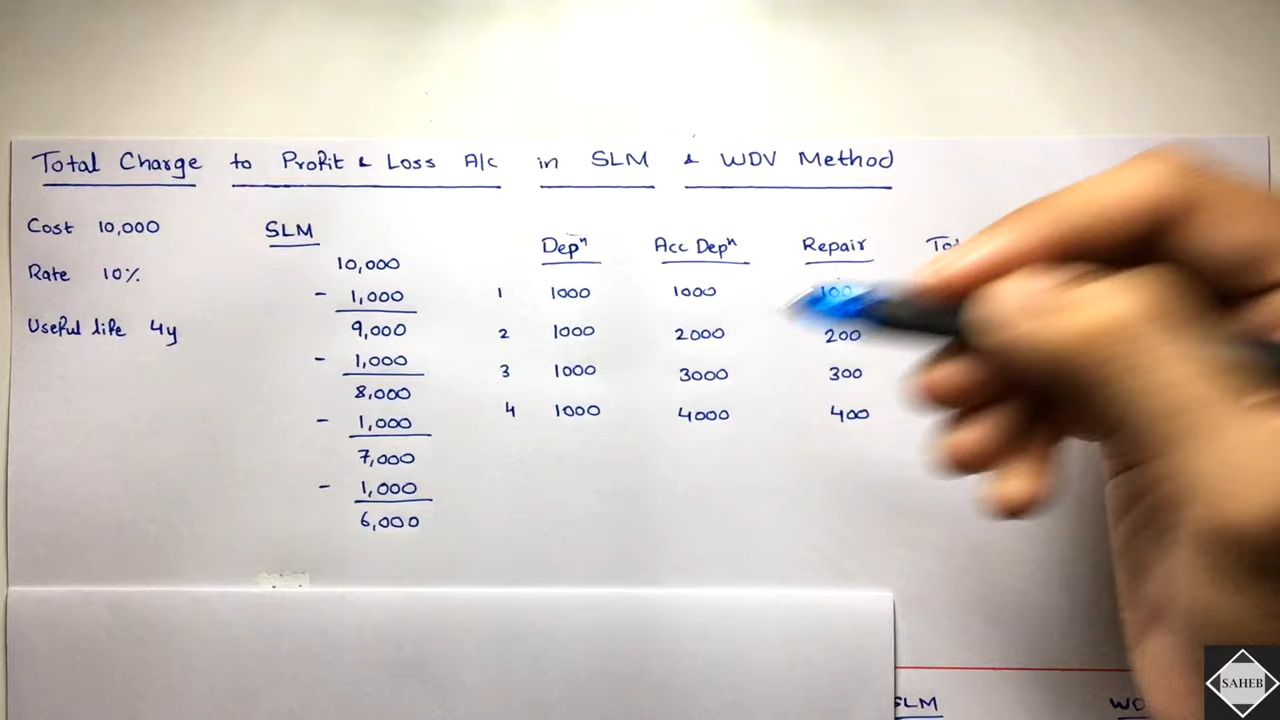 Total Charge to Profit & Loss A/c in SLM & WDV Method
Cost 10,000
Rate 10%
Useful life 4y
SLM
10,000
- 1,000
9,000
- 1,000
8,000
- 1,000
7,000
- 1,000
6,000
Depⁿ Acc Depⁿ Repair
1 1000 1000 100
2 1000 2000 200
3 1000 3000 300
4 1000 4000 400
SLM
SAHEB